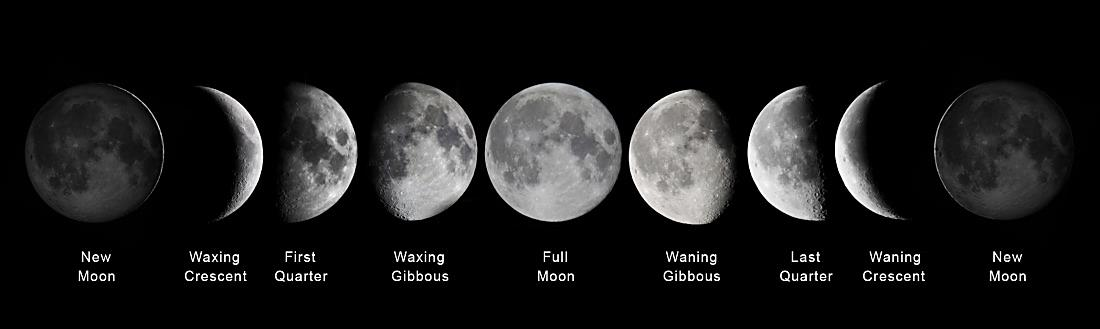 New
Moon
Waxing
Crescent
First
Quarter
Waxing
Gibbous
Full
Moon
Waning
Gibbous
Last
Quarter
Waning
Crescent
New
Moon